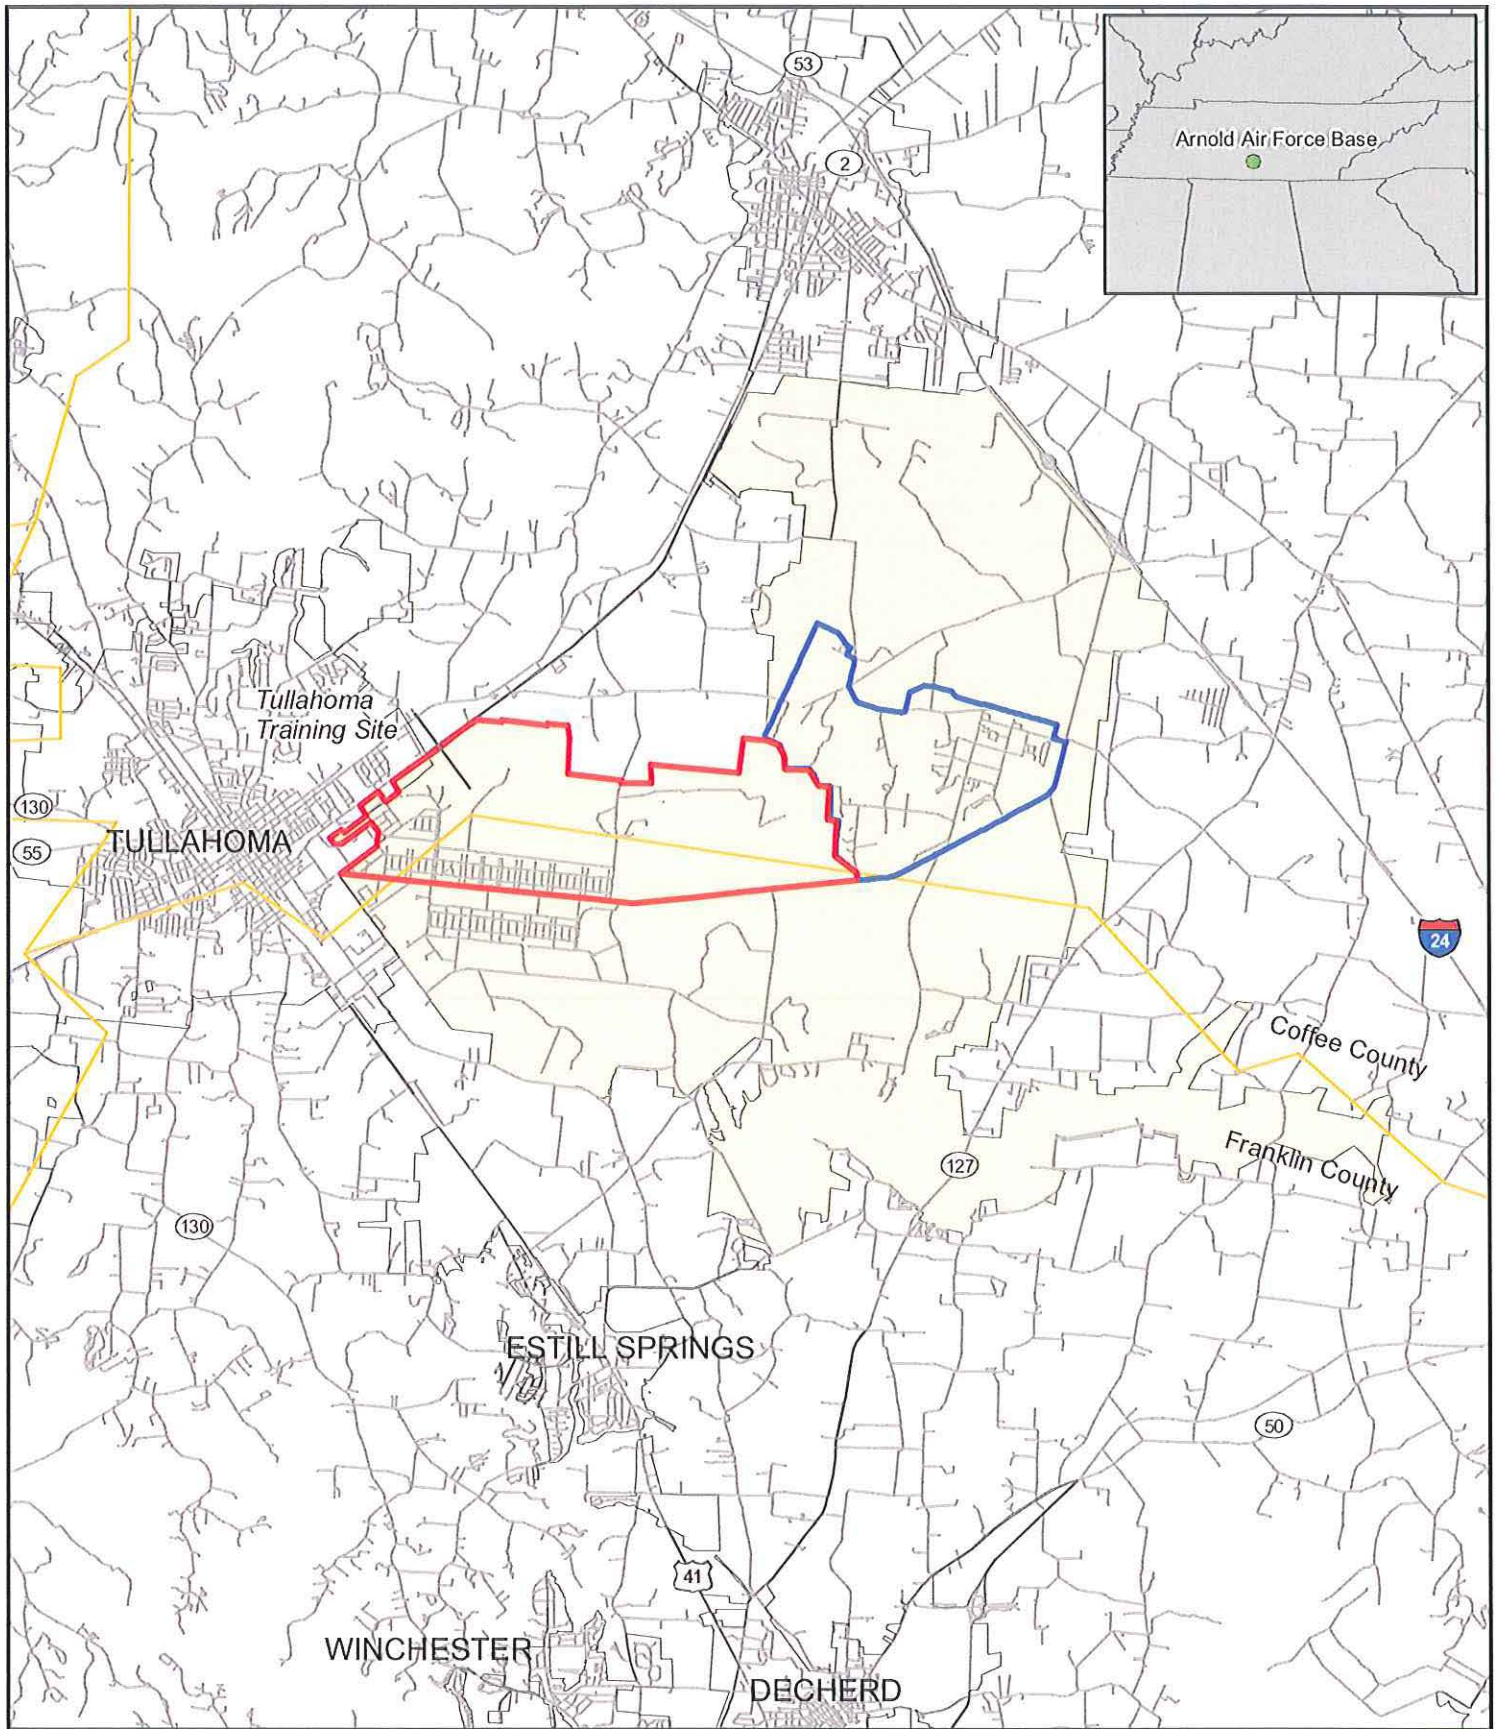 53
2
Arnold Air Force Base
Tullahoma
Training Site
130
55
TULLAHOMA
24
Coffee County
Franklin County
127
130
ESTILL SPRINGS
50
41
WINCHESTER
DECHERD